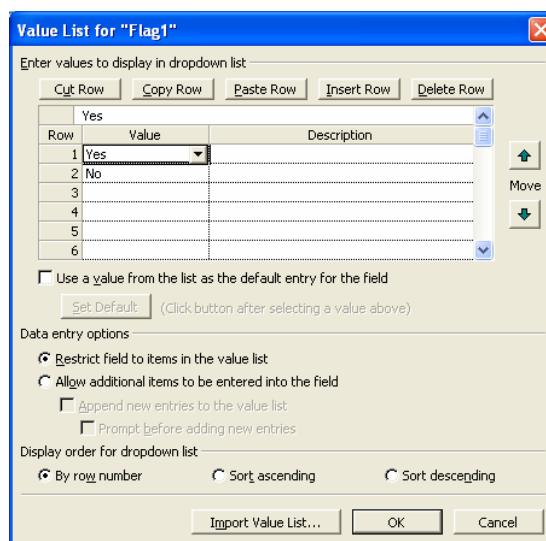 Value List for "Flag1"
Enter values to display in dropdown list
Cut Row Copy Row Paste Row Insert Row Delete Row
Yes
Row Value Description
1 Yes
2 No
3
Move
4
5
6
Use a value from the list as the default entry for the field
Set Default (Click button after selecting a value above)
Data entry options
Restrict field to items in the value list
Allow additional items to be entered into the field
Append new entries to the value list
Prompt before adding new entries
Display order for dropdown list
By row number Sort ascending Sort descending
Import Value List... OK Cancel